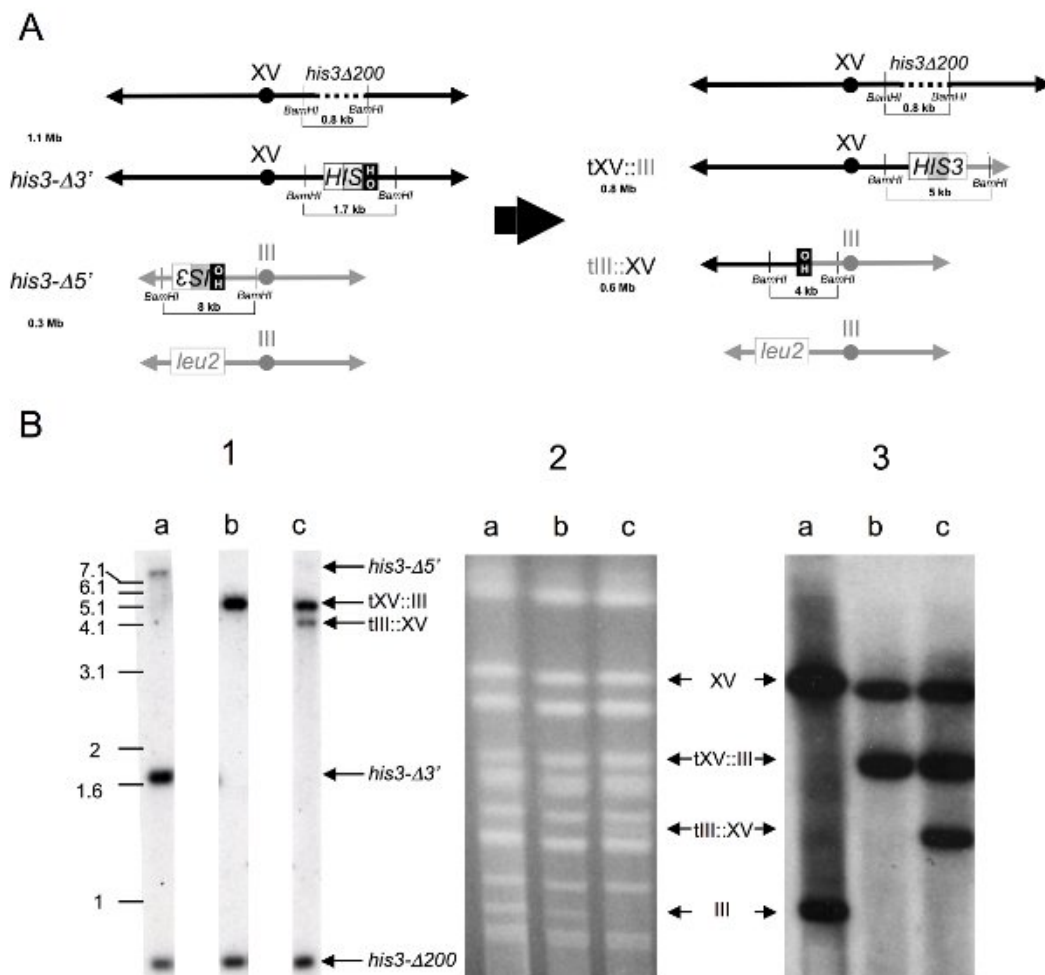 A
XV his3Δ200
BamHI BamHI
0.8 kb
1.1 Mb
XV
his3-Δ3' HIS HO
BamHI BamHI
1.7 kb
III
his3-Δ5' IS3 HO
BamHI BamHI
8 kb
0.3 Mb
III
leu2
XV his3Δ200
BamHI BamHI
0.8 kb
XV
tXV::III HIS3
0.8 Mb
BamHI BamHI
5 kb
III
tIII::XV HO
0.6 Mb
BamHI BamHI
4 kb
III
leu2
B
1 2 3
a b c a b c a b c
7.1 his3-Δ5'
6.1
5.1 tXV::III
4.1 tIII::XV
3.1
2
1.6 his3-Δ3'
1
his3-Δ200
XV
tXV::III
tIII::XV
III